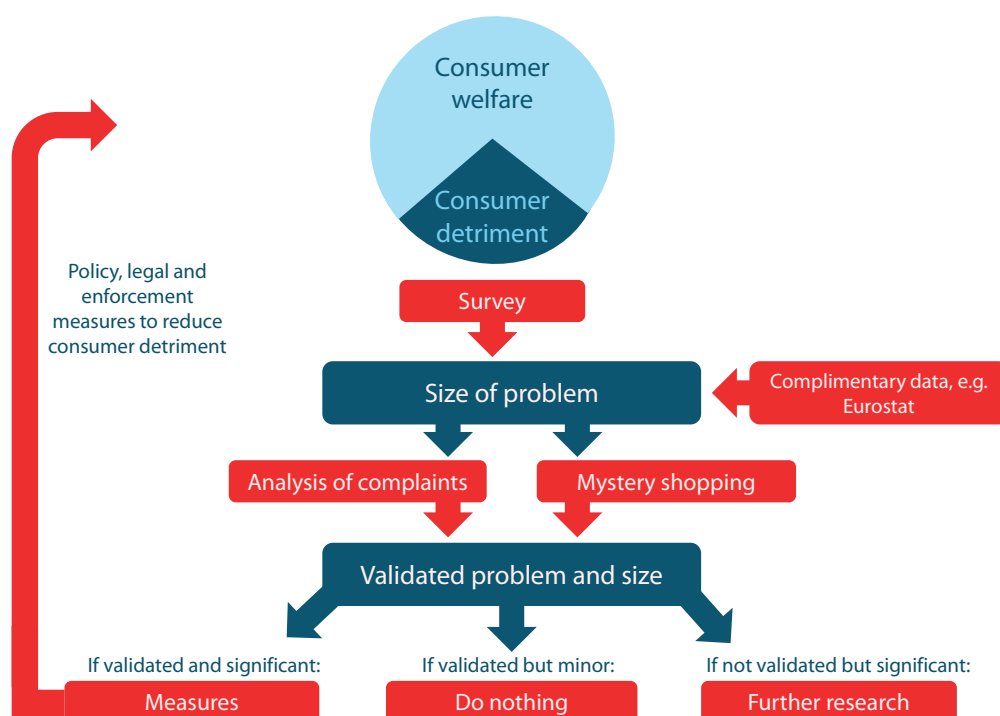 Consumer
welfare
Consumer
detriment
Policy, legal and
enforcement
measures to reduce
consumer detriment
Survey
Size of problem
Complimentary data, e.g.
Eurostat
Analysis of complaints
Mystery shopping
Validated problem and size
If validated and significant:
Measures
If validated but minor:
Do nothing
If not validated but significant:
Further research